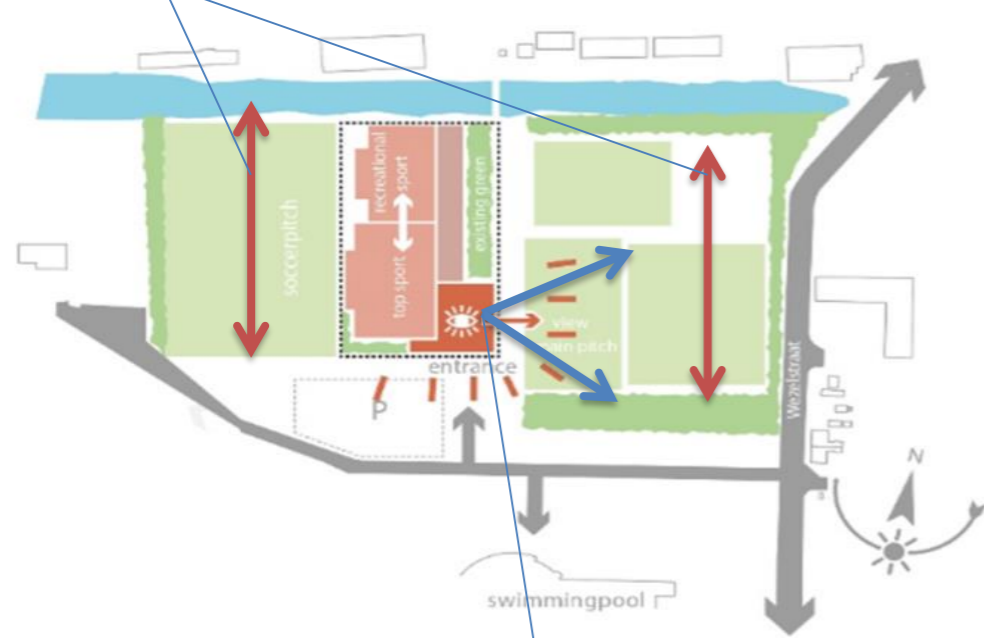 recreational
sport
existing green
soccerpitch
top sport
view
main pitch
entrance
P
Wezelstraat
N
swimmingpool